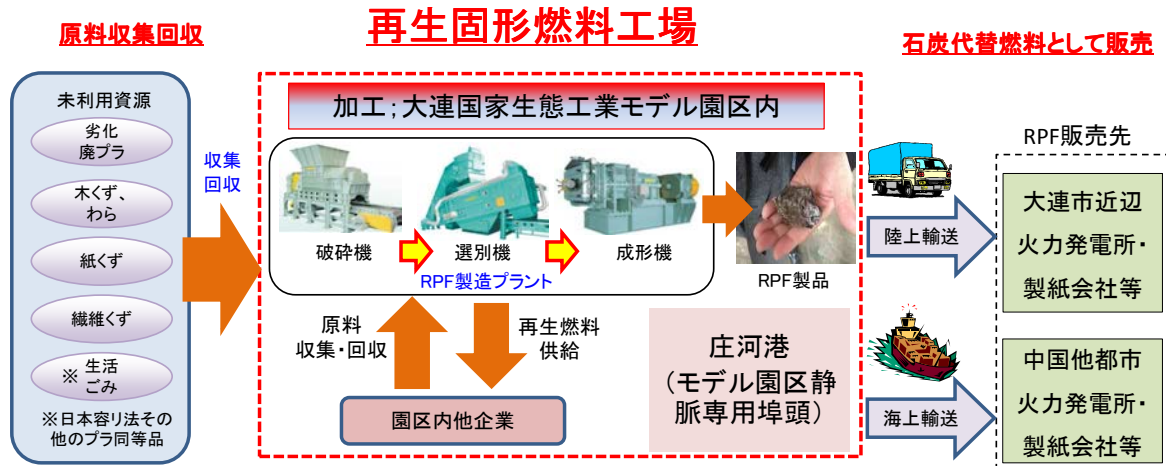 再生固形燃料工場
原料収集回収
石炭代替燃料として販売
未利用資源
劣化
廃プラ
木くず、
わら
紙くず
繊維くず
※ 生活
ごみ
※日本容リ法その
他のプラ同等品
収集
回収
加工;大連国家生態工業モデル園区内
破砕機
選別機
成形機
RPF製造プラント
RPF製品
原料
収集・回収
再生燃料
供給
園区内他企業
庄河港
(モデル園区静
脈専用埠頭)
陸上輸送
海上輸送
RPF販売先
大連市近辺
火力発電所・
製紙会社等
中国他都市
火力発電所・
製紙会社等